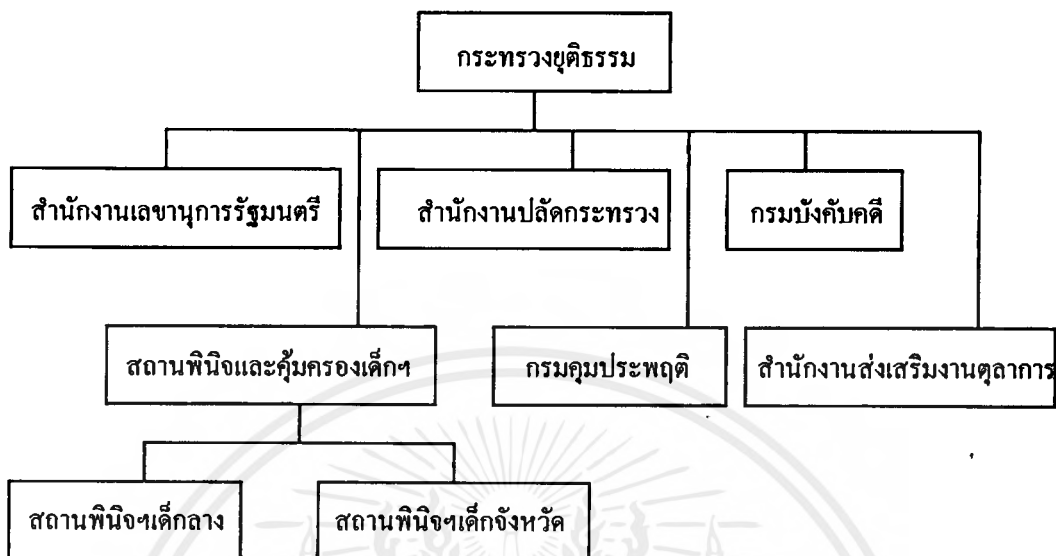 กระทรวงยุติธรรม
สำนักงานเลขานุการรัฐมนตรี
สำนักงานปลัดกระทรวง
กรมบังคับคดี
สถานพินิจและคุ้มครองเด็กฯ
กรมคุมประพฤติ
สำนักงานส่งเสริมงานตุลาการ
สถานพินิจฯเด็กลาง
สถานพินิจฯเด็กจังหวัด